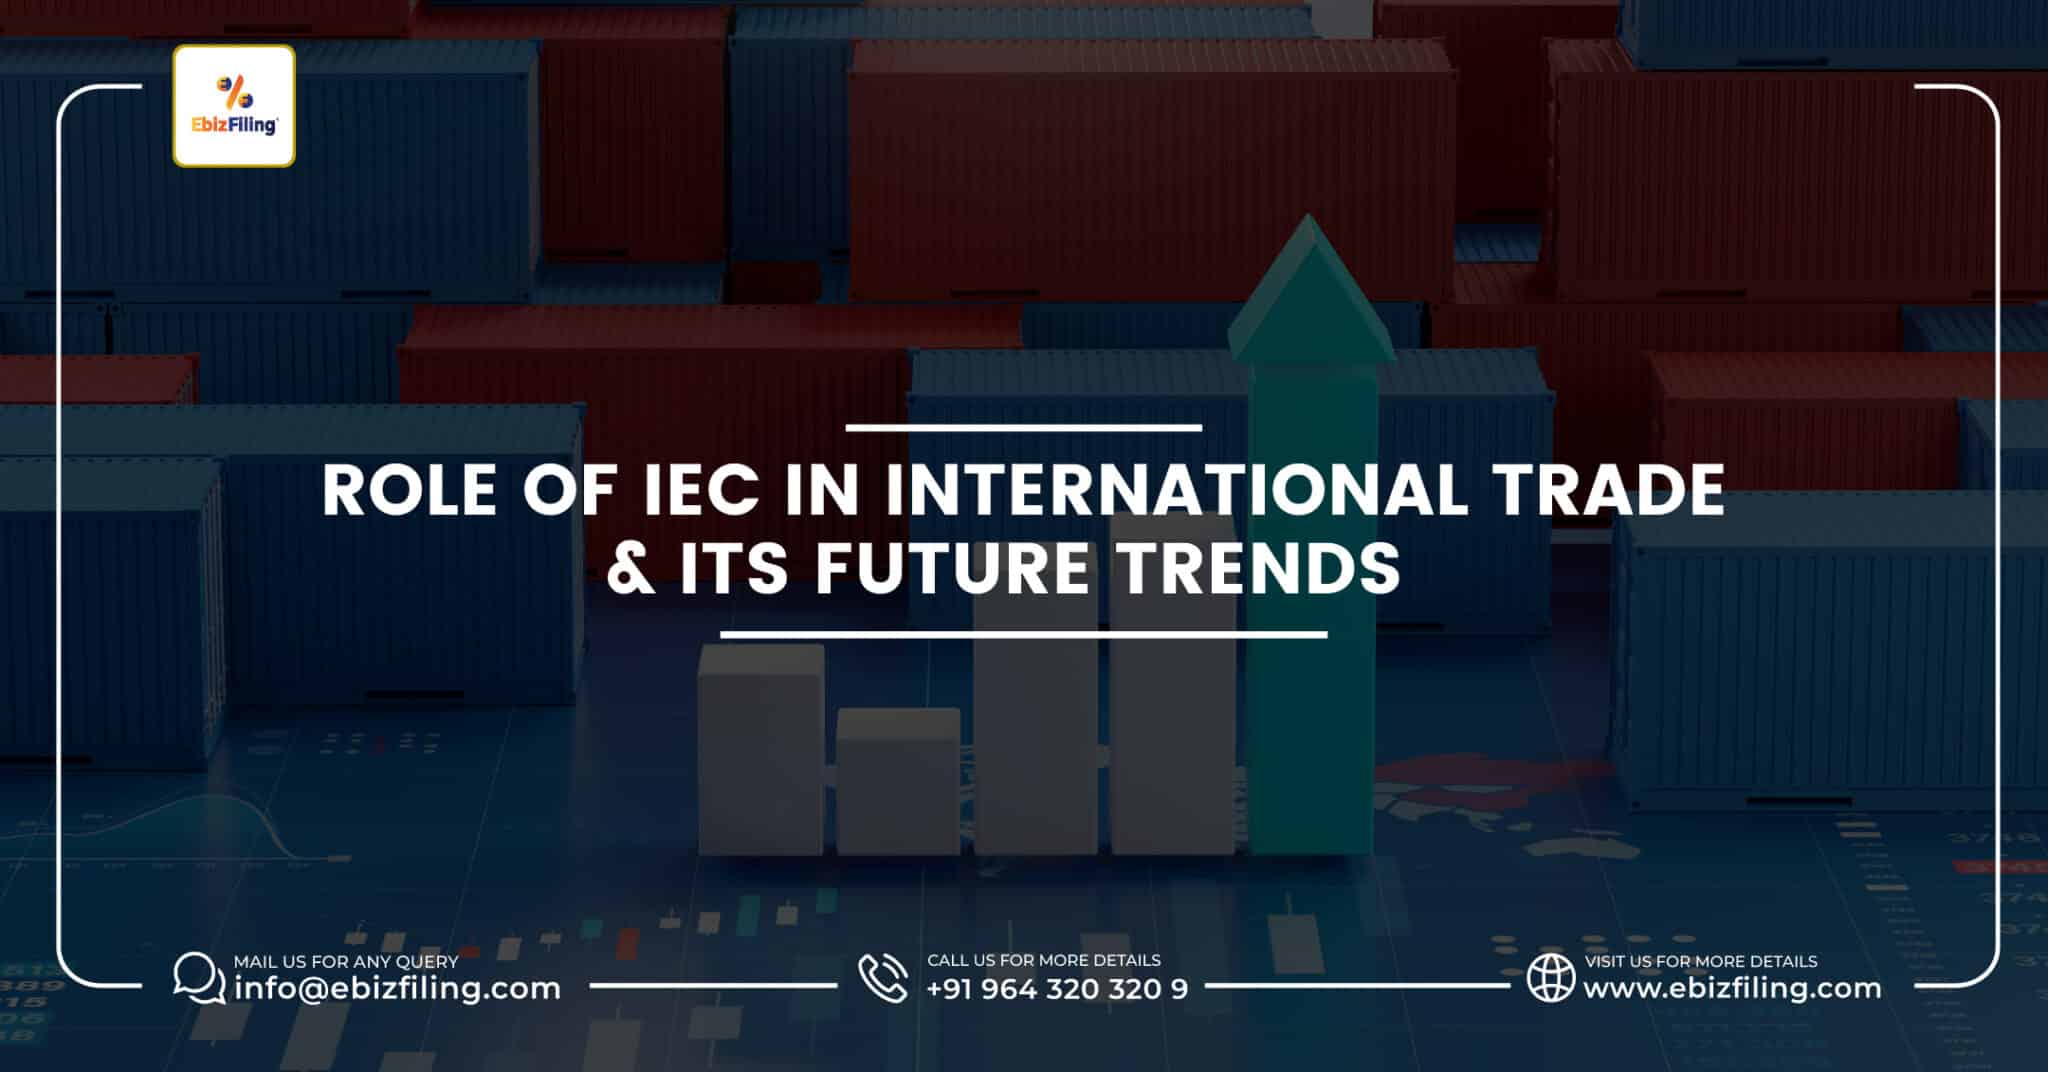 EbizFiling
ROLE OF IEC IN INTERNATIONAL TRADE
& ITS FUTURE TRENDS
MAIL US FOR ANY QUERY
info@ebizfiling.com
CALL US FOR MORE DETAILS
+91 964 320 320 9
VISIT US FOR MORE DETAILS
www.ebizfiling.com